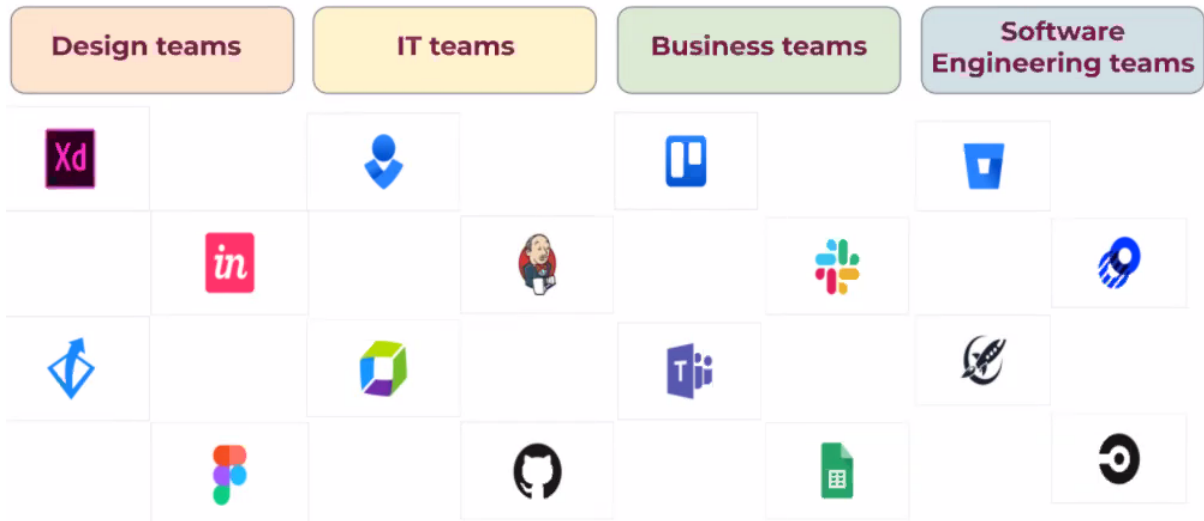 Design teams
IT teams
Business teams
Software
Engineering teams
Xd
in
T